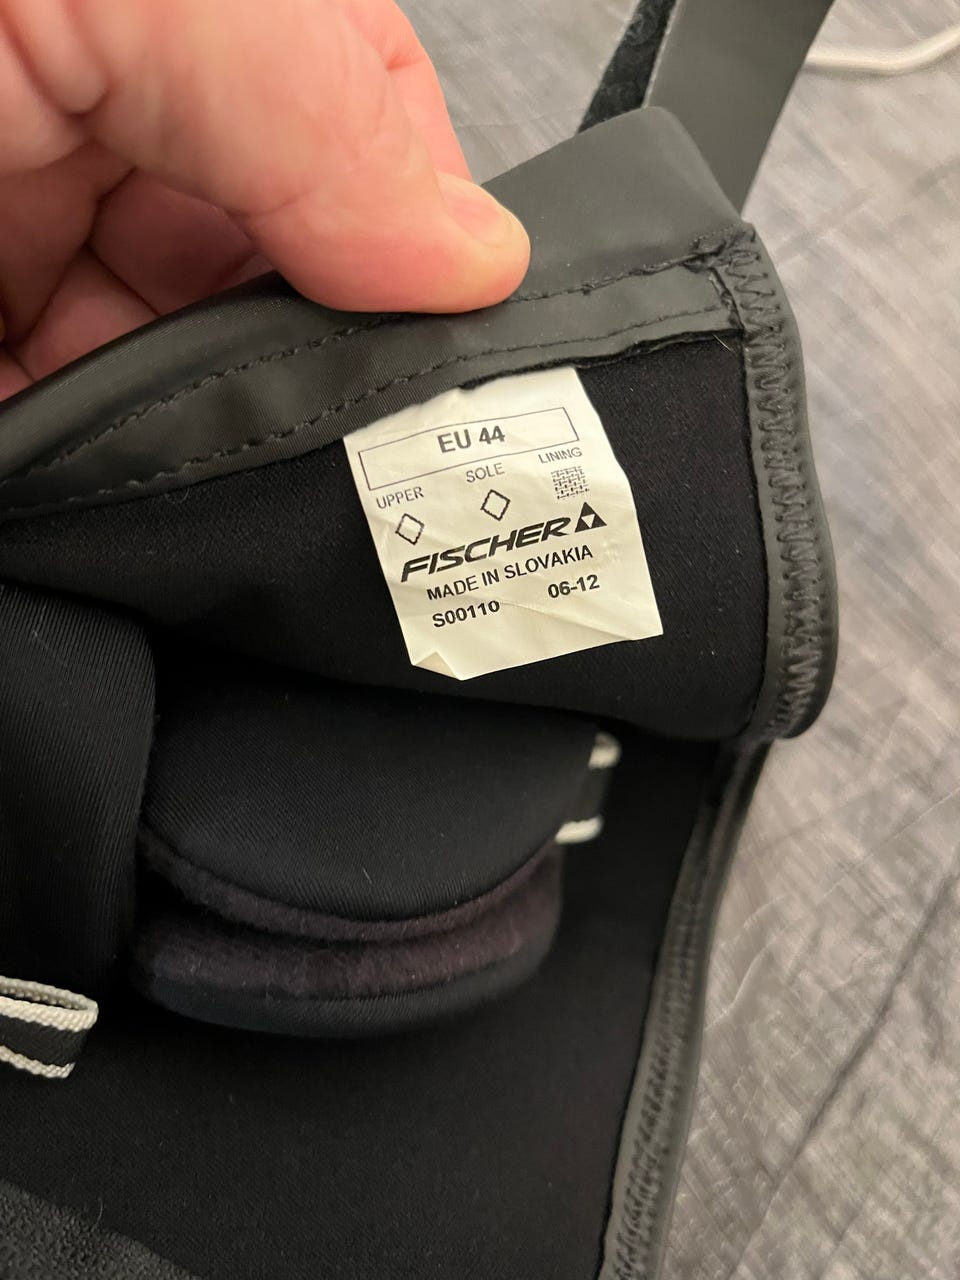 EU 44
UPPER SOLE LINING
FISCHER
MADE IN SLOVAKIA
S00110 06-12